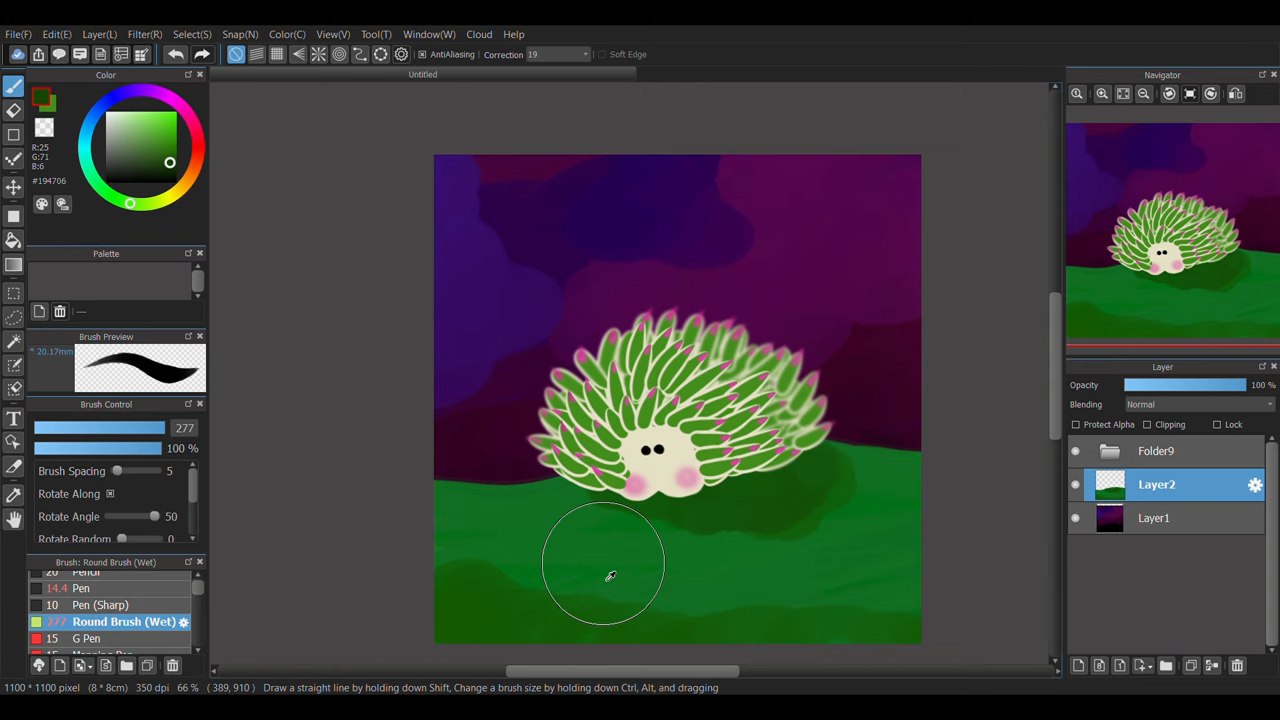 File(F) Edit(E) Layer(L) Filter(R) Select(S) Snap(N) Color(C) View(V) Tool(T) Window(W) Cloud Help
AntiAliasing Correction 19 Soft Edge
Color
Untitled
Navigator
R:25
G:71
B:6
#194706
Palette
---
Brush Preview
* 20.17mm
Brush Control
277
100 %
Brush Spacing 5
Rotate Along
Rotate Angle 50
Rotate Random 0
Brush: Round Brush (Wet)
20 Pencil
14.4 Pen
10 Pen (Sharp)
277 Round Brush (Wet)
15 G Pen
Layer
Opacity 100 %
Blending Normal
Protect Alpha Clipping Lock
Folder9
Layer2
Layer1
1100 * 1100 pixel (8 * 8cm) 350 dpi 66 % ( 389, 910 ) Draw a straight line by holding down Shift, Change a brush size by holding down Ctrl, Alt, and dragging